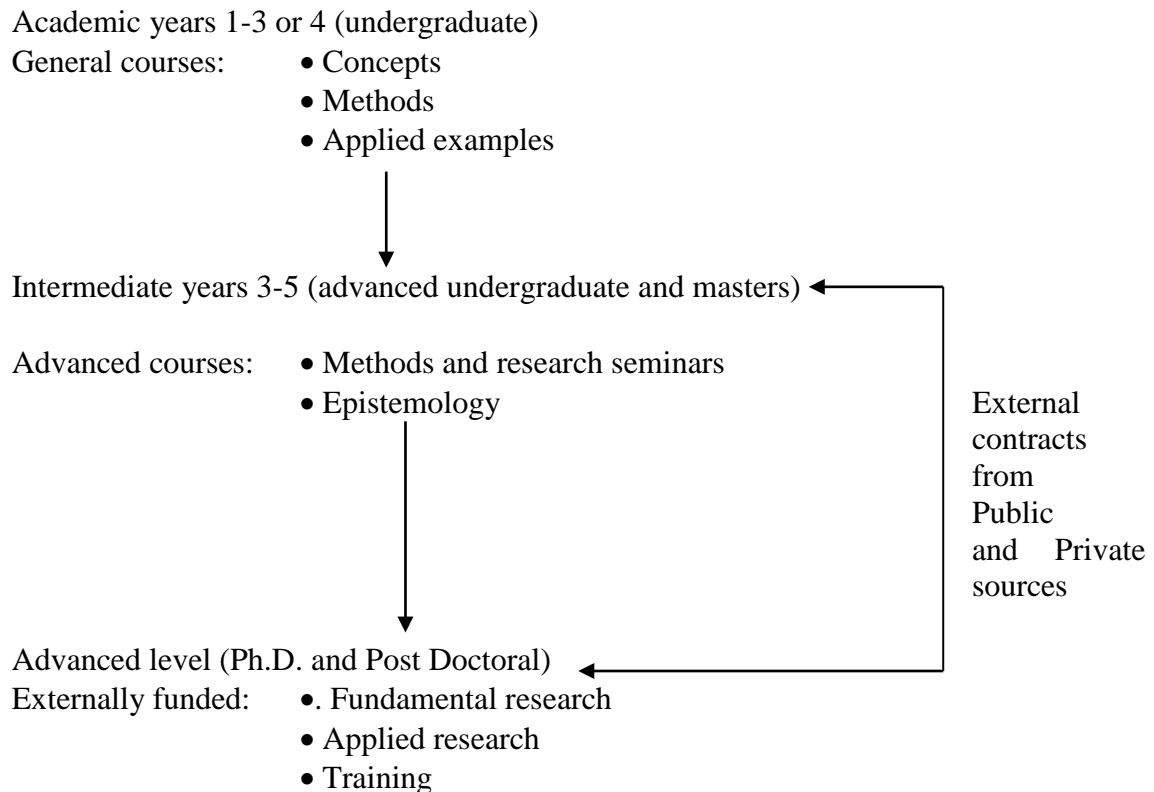 Academic years 1-3 or 4 (undergraduate)
General courses: • Concepts
• Methods
• Applied examples
Intermediate years 3-5 (advanced undergraduate and masters)
Advanced courses: • Methods and research seminars
• Epistemology
External
contracts
from
Public
and Private
sources
Advanced level (Ph.D. and Post Doctoral)
Externally funded: •. Fundamental research
• Applied research
• Training